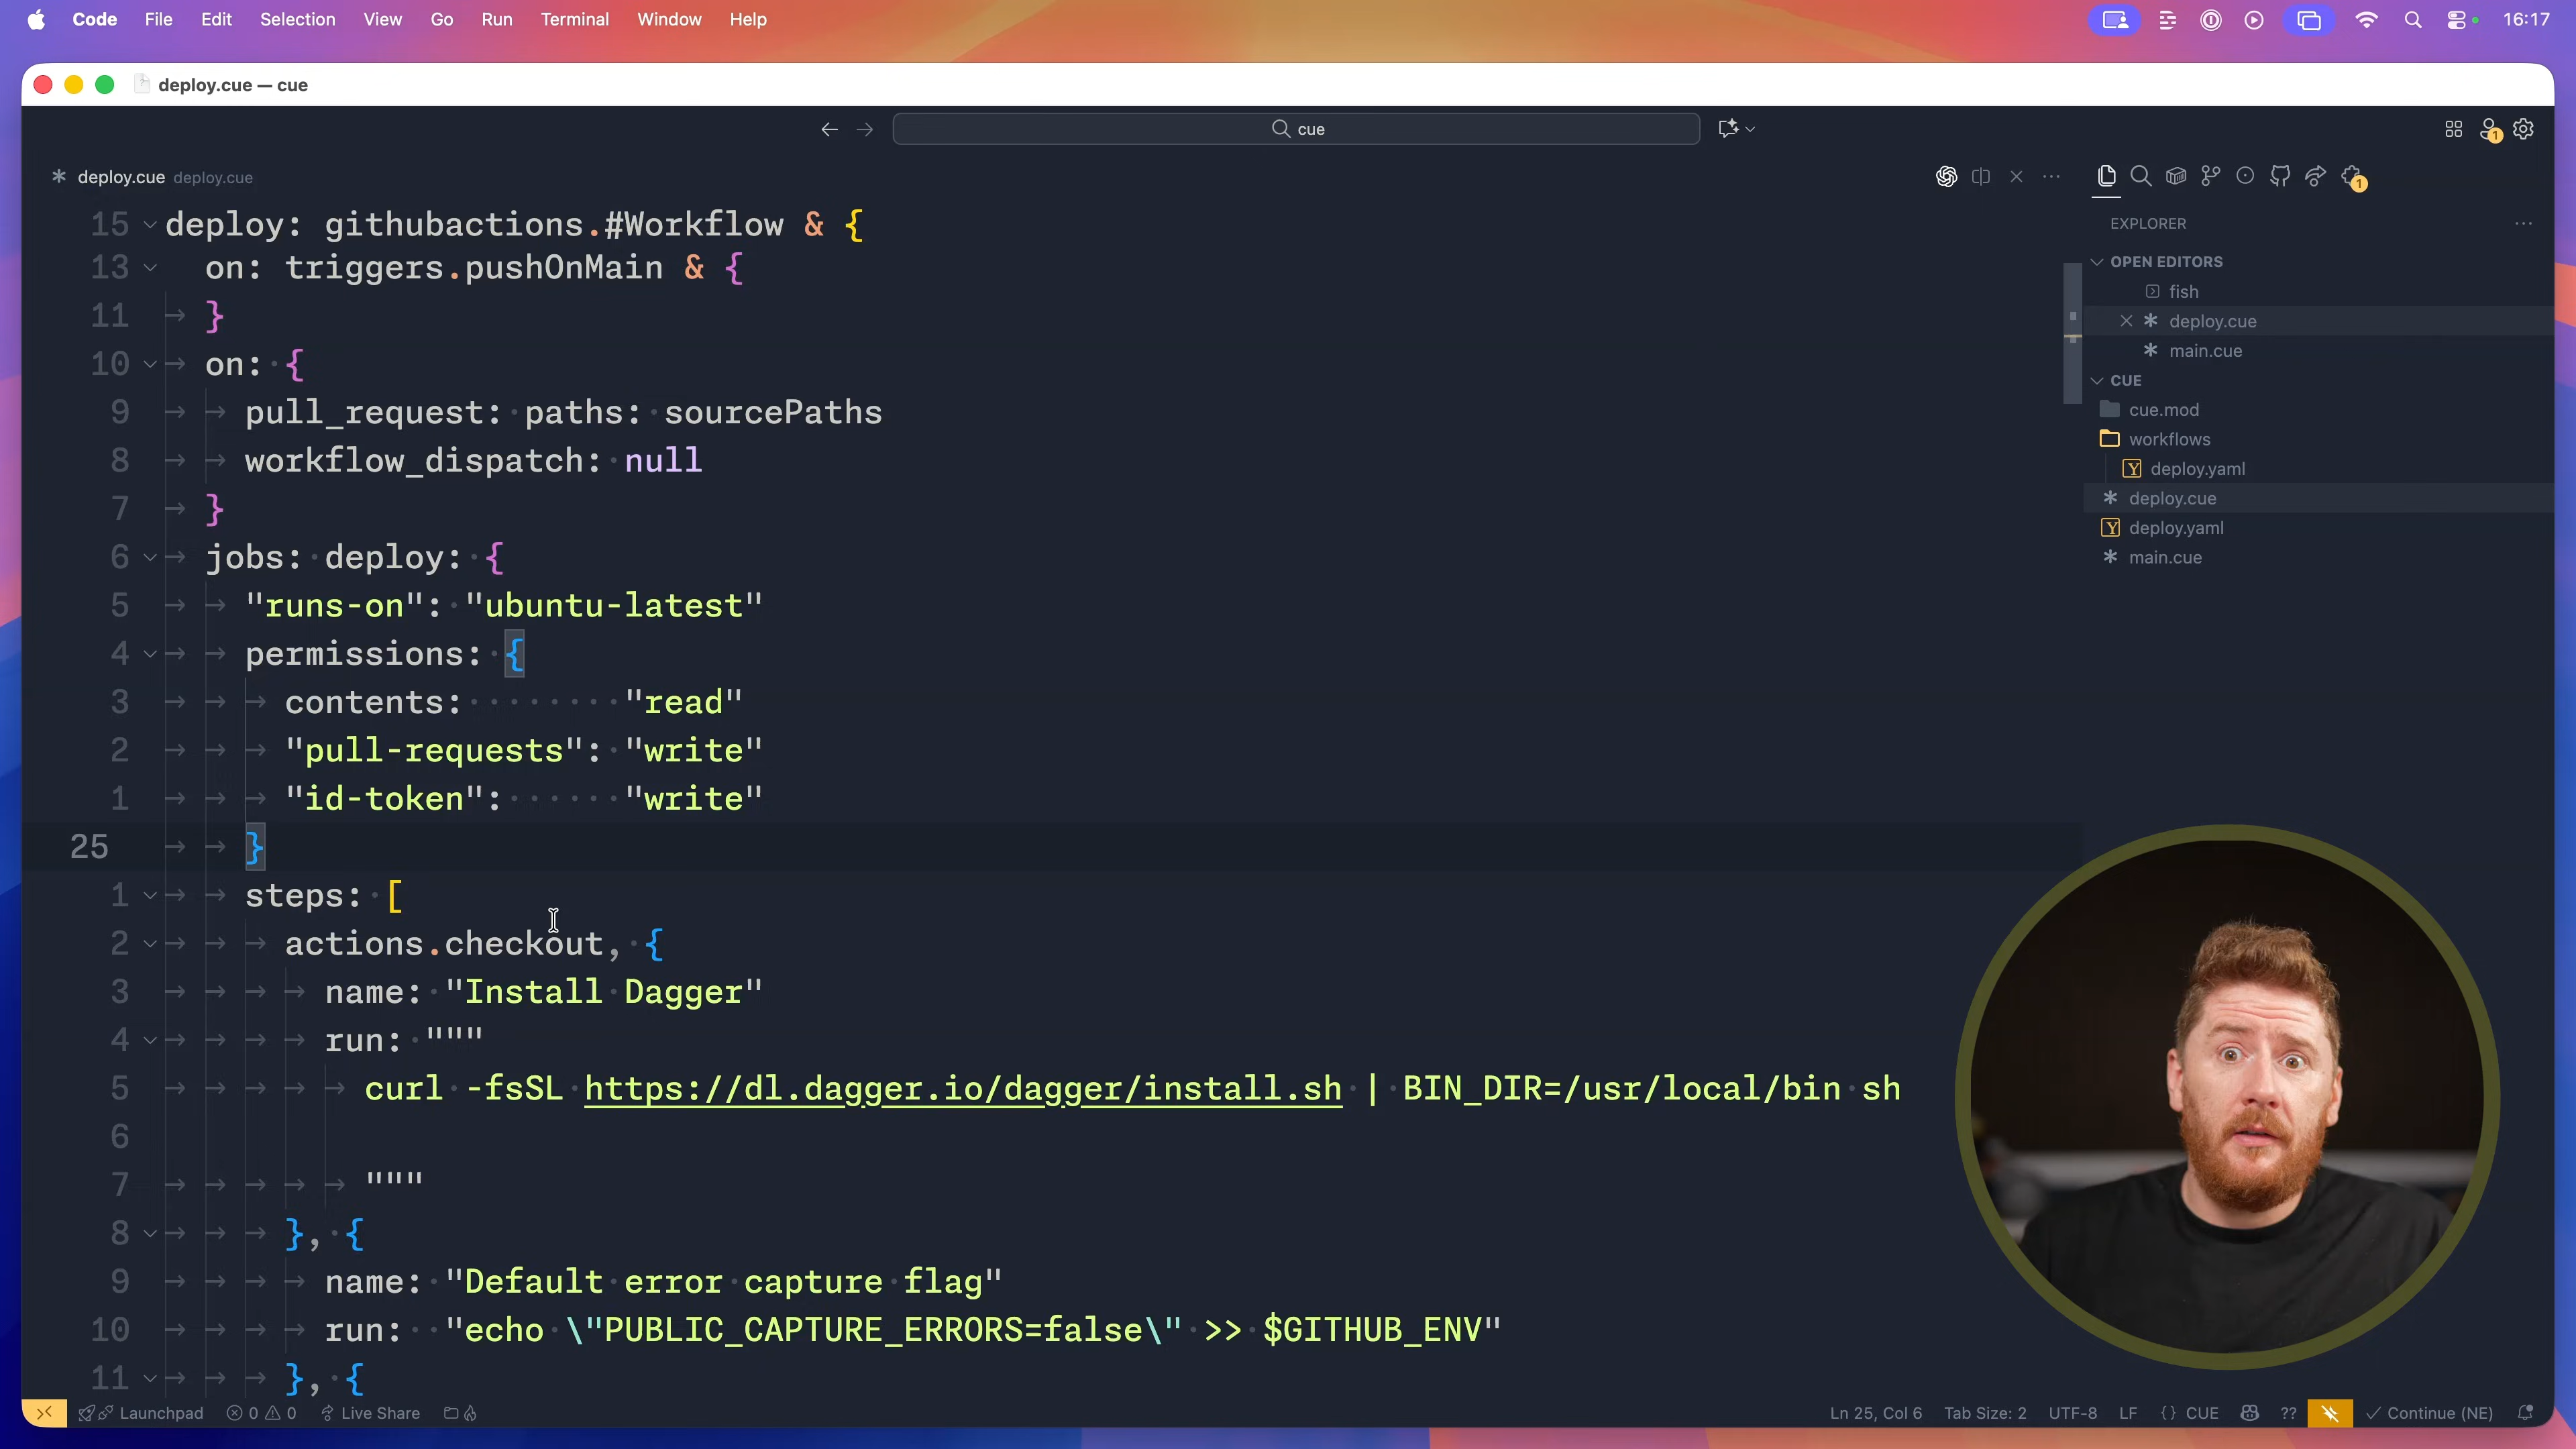 Code File Edit Selection View Go Run Terminal Window Help 16:17
deploy.cue — cue
cue
1
deploy.cue deploy.cue
1
15 deploy: githubactions.#Workflow & {
13 on: triggers.pushOnMain & {
11 }
10 on: {
9 pull_request: paths: sourcePaths
8 workflow_dispatch: null
7 }
6 jobs: deploy: {
5 "runs-on": "ubuntu-latest"
4 permissions: {
3 contents: "read"
2 "pull-requests": "write"
1 "id-token": "write"
25 }
1 steps: [
2 actions.checkout, {
3 name: "Install Dagger"
4 run: """
5 curl -fsSL https://dl.dagger.io/dagger/install.sh | BIN_DIR=/usr/local/bin sh
6
7 """
8 }, {
9 name: "Default error capture flag"
10 run: "echo \"PUBLIC_CAPTURE_ERRORS=false\" >> $GITHUB_ENV"
11 }, {
EXPLORER
OPEN EDITORS
fish
deploy.cue
main.cue
CUE
cue.mod
workflows
deploy.yaml
deploy.cue
deploy.yaml
main.cue
Launchpad 0 0 Live Share Ln 25, Col 6 Tab Size: 2 UTF-8 LF {} CUE ?? Continue (NE)